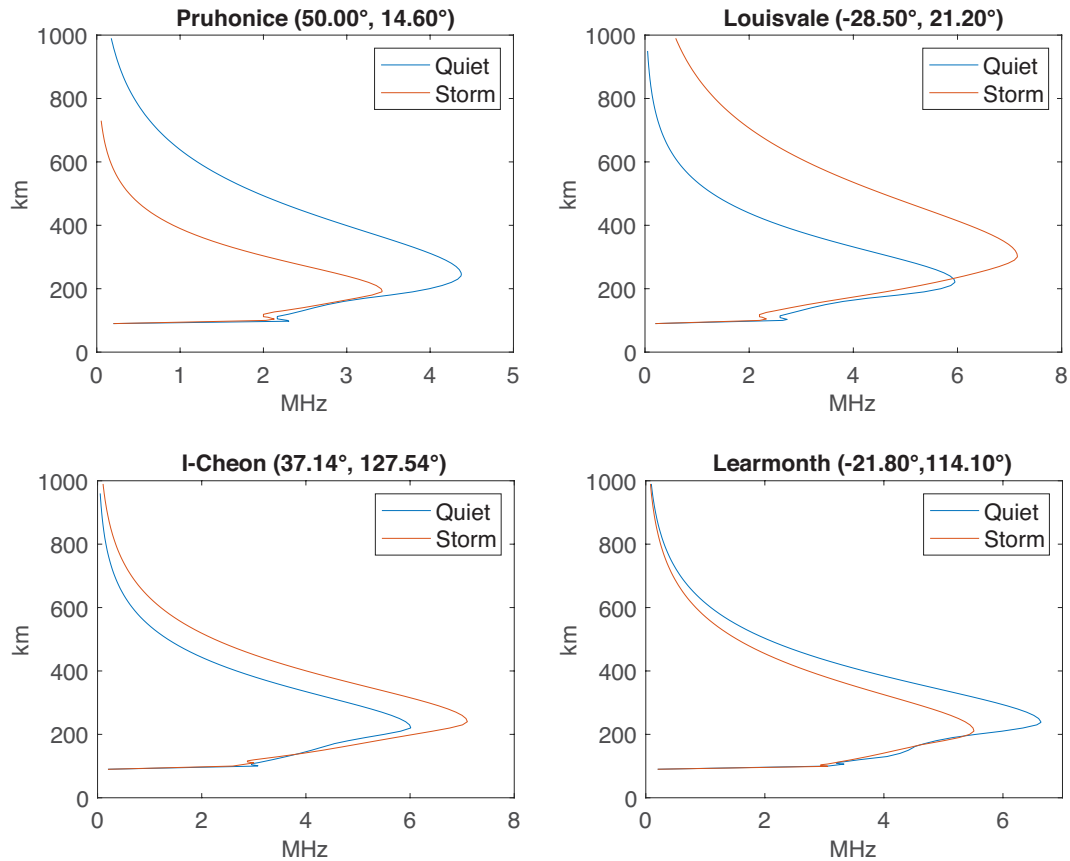 Pruhonice (50.00°, 14.60°)
1000
800
600
400
200
0
km
Quiet
Storm
0 1 2 3 4 5
MHz
Louisvale (-28.50°, 21.20°)
1000
800
600
400
200
0
km
Quiet
Storm
0 2 4 6 8
MHz
I-Cheon (37.14°, 127.54°)
1000
800
600
400
200
0
km
Quiet
Storm
0 2 4 6 8
MHz
Learmonth (-21.80°,114.10°)
1000
800
600
400
200
0
km
Quiet
Storm
0 2 4 6
MHz